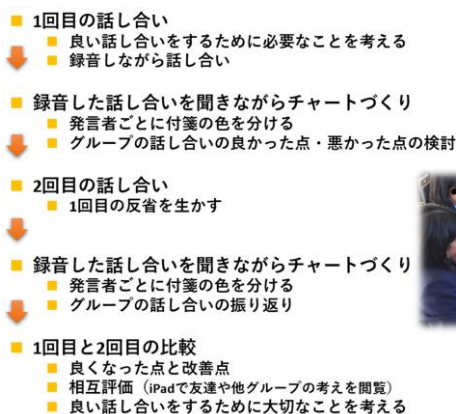 1回目の話し合い
良い話し合いをするために必要なことを考える
録音しながら話し合い
録音した話し合いを聞きながらチャートづくり
発言者ごとに付箋の色を分ける
グループの話し合いの良かった点・悪かった点の検討
2回目の話し合い
1回目の反省を生かす
録音した話し合いを聞きながらチャートづくり
発言者ごとに付箋の色を分ける
グループの話し合いの振り返り
1回目と2回目の比較
良くなった点と改善点
相互評価（iPadで友達や他グループの考えを閲覧）
良い話し合いをするために大切なことを考える